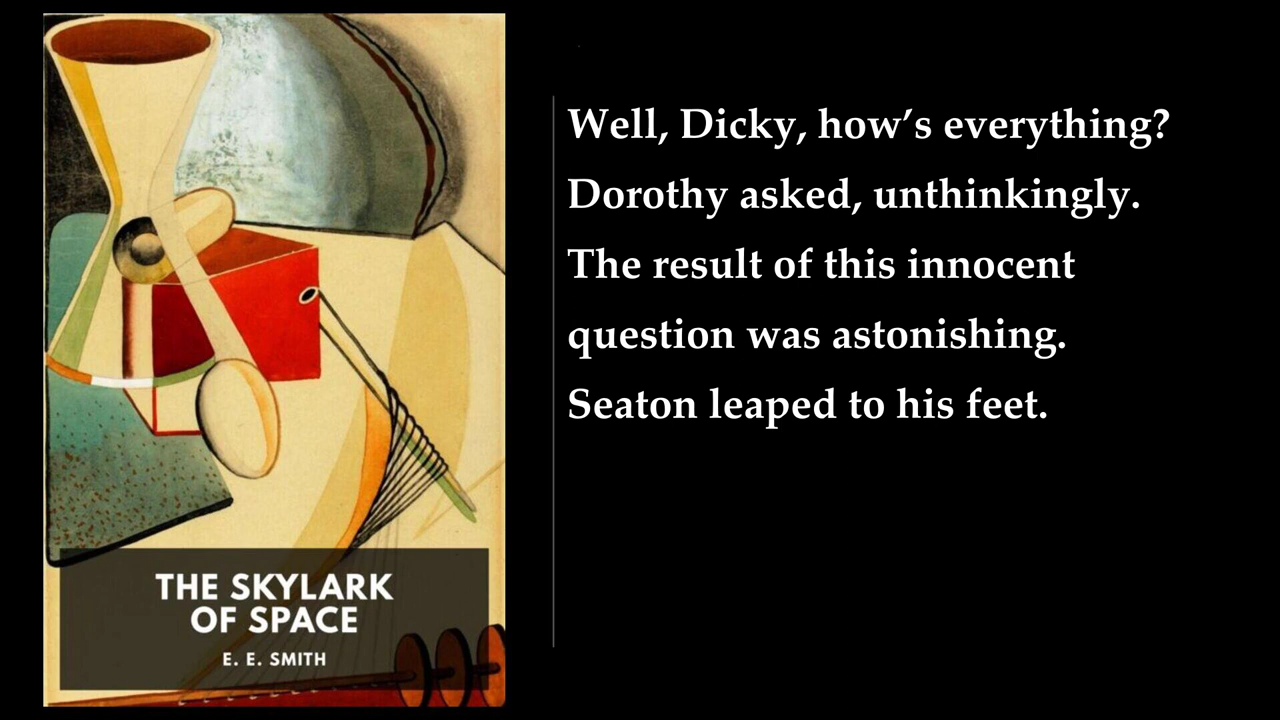 THE SKYLARK
OF SPACE
E. E. SMITH
Well, Dicky, how’s everything?
Dorothy asked, unthinkingly.
The result of this innocent
question was astonishing.
Seaton leaped to his feet.